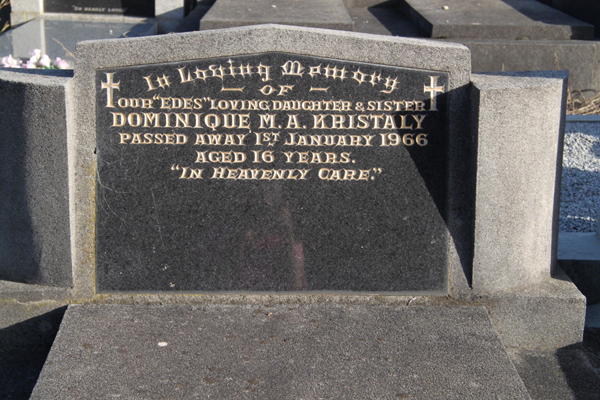 In Loving Memory
- OF -
OUR "EDES" LOVING DAUGHTER & SISTER
DOMINIQUE M. A. KRISTALY
PASSED AWAY 1ST JANUARY 1966
AGED 16 YEARS.
"IN HEAVENLY CARE."